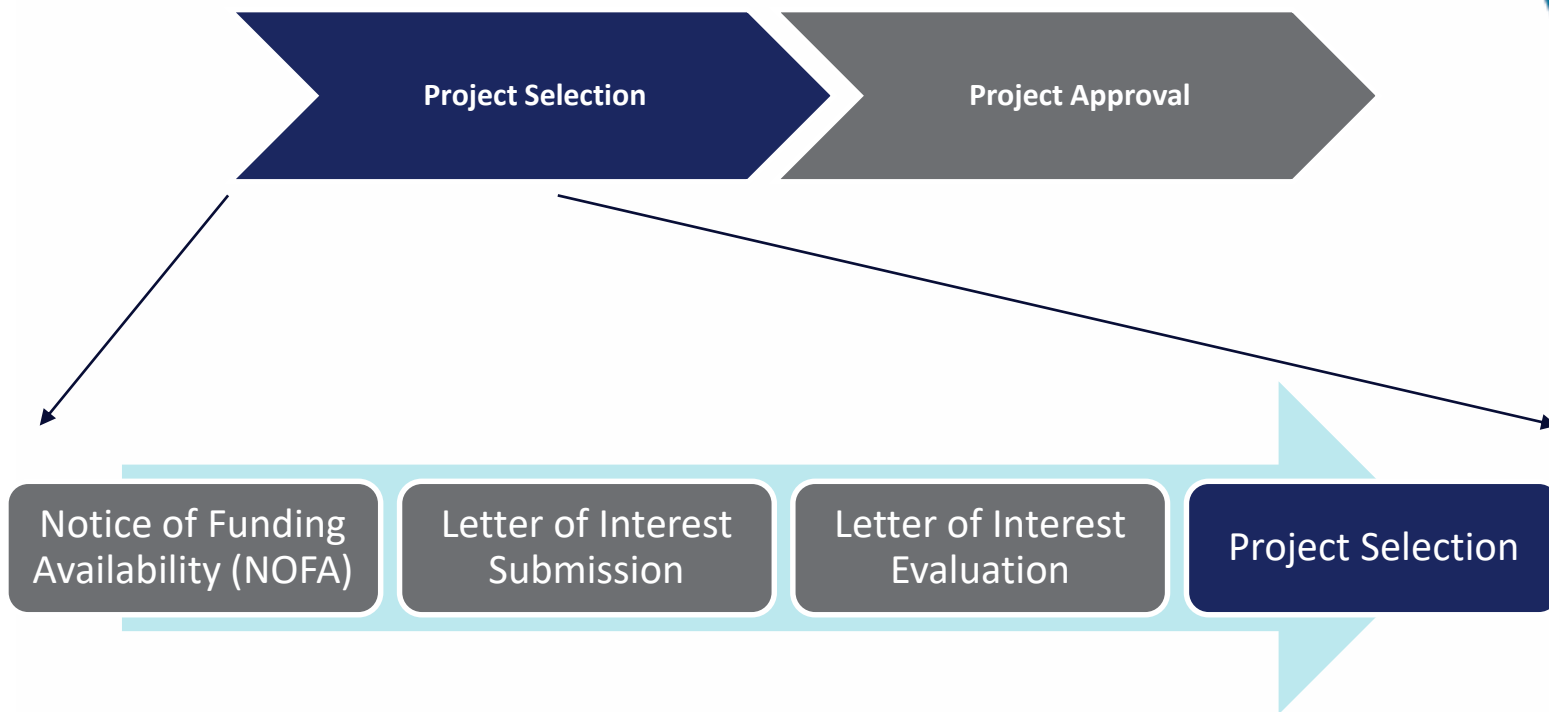 Project Selection
Project Approval
Notice of Funding
Availability (NOFA)
Letter of Interest
Submission
Letter of Interest
Evaluation
Project Selection